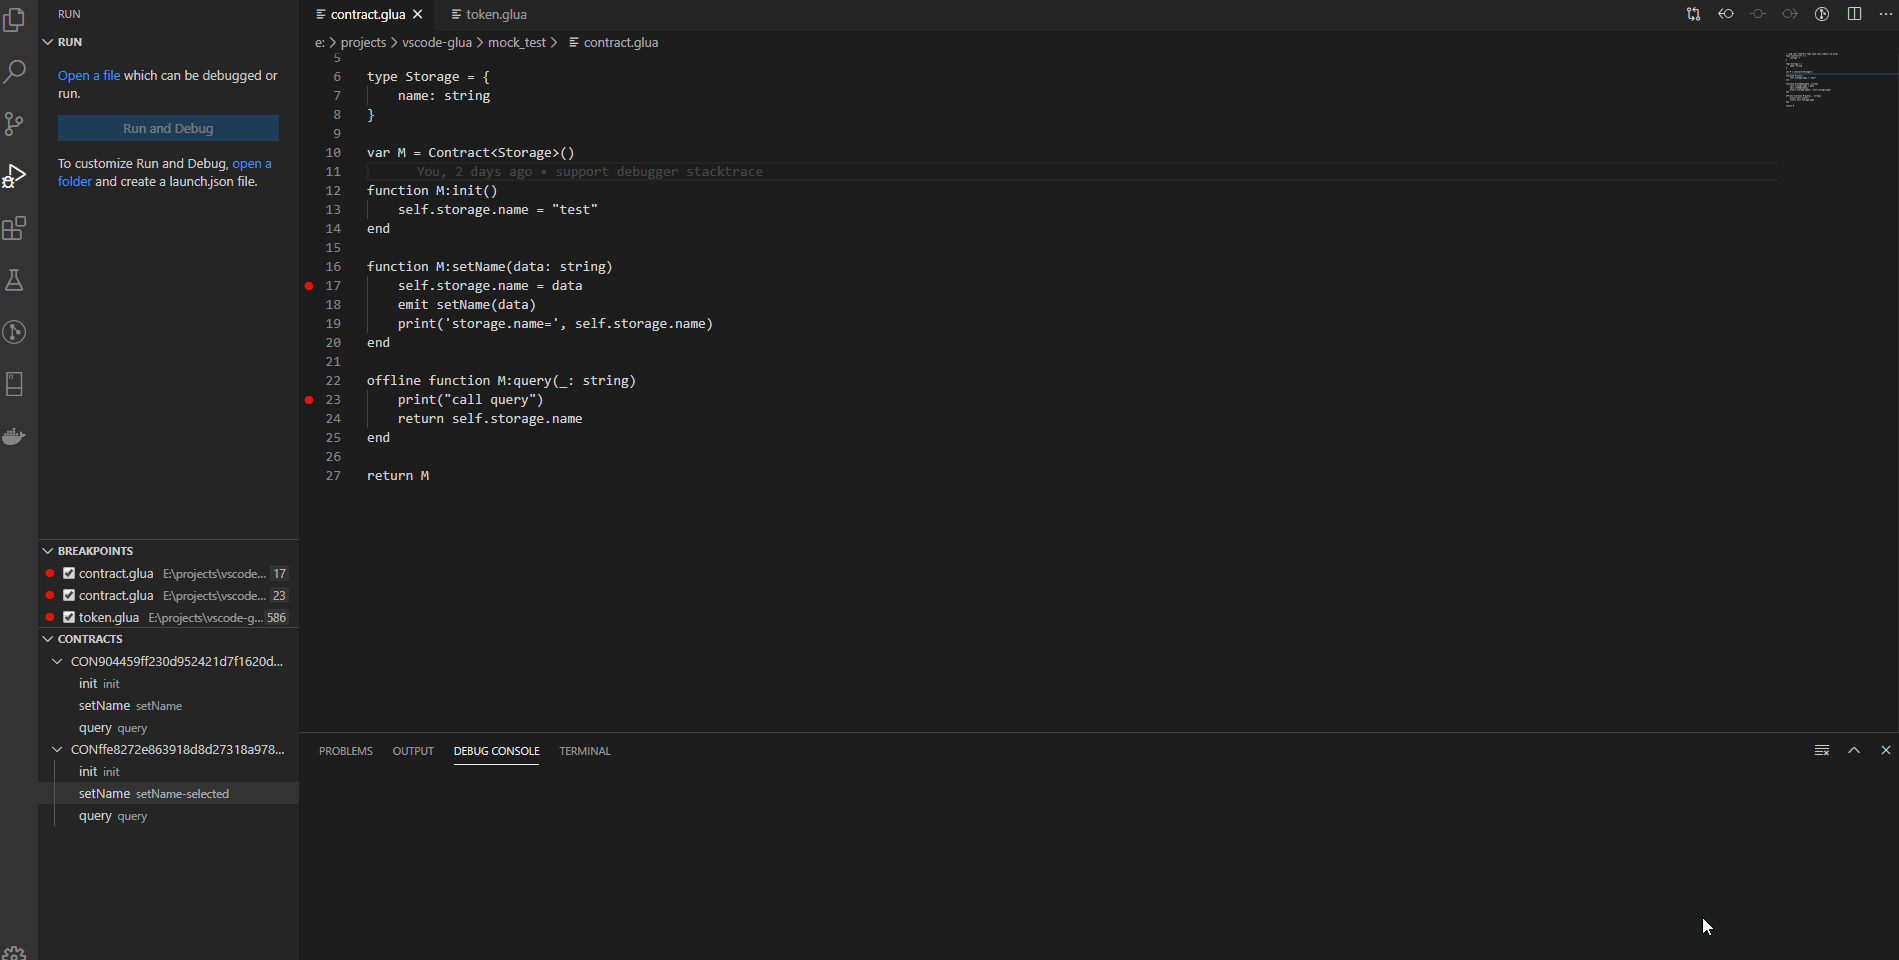 RUN
RUN
Open a file which can be debugged or
run.
Run and Debug
To customize Run and Debug, open a
folder and create a launch.json file.
BREAKPOINTS
contract.glua E:\projects\vscode... 17
contract.glua E:\projects\vscode... 23
token.glua E:\projects\vscode-g... 586
CONTRACTS
CON904459ff230d952421d7f1620d...
init init
setName setName
query query
CONffe8272e863918d8d27318a978...
init init
setName setName-selected
query query
contract.glua token.glua
e: > projects > vscode-glua > mock_test > contract.glua
5
6 type Storage = {
7 name: string
8 }
9
10 var M = Contract<Storage>()
11 You, 2 days ago • support debugger stacktrace
12 function M:init()
13 self.storage.name = "test"
14 end
15
16 function M:setName(data: string)
17 self.storage.name = data
18 emit setName(data)
19 print('storage.name=', self.storage.name)
20 end
21
22 offline function M:query(_: string)
23 print("call query")
24 return self.storage.name
25 end
26
27 return M
PROBLEMS OUTPUT DEBUG CONSOLE TERMINAL